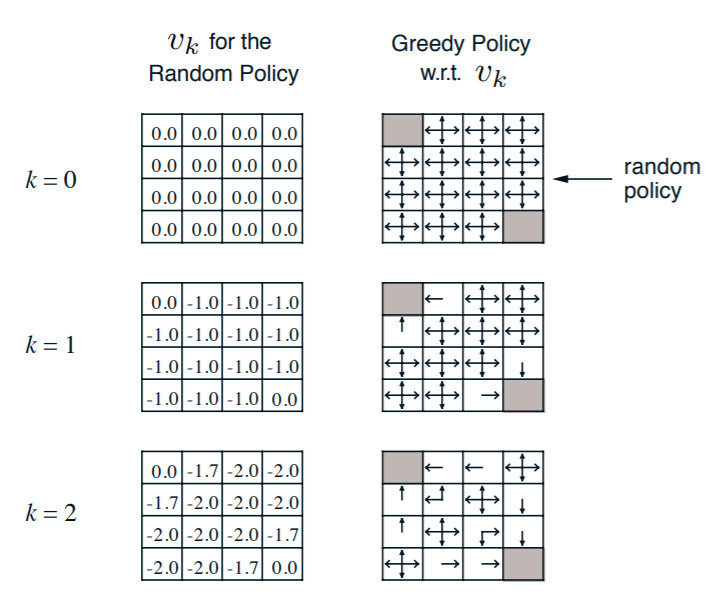 v_k for the
Random Policy
Greedy Policy
w.r.t. v_k
k = 0
0.0 0.0 0.0 0.0
0.0 0.0 0.0 0.0
0.0 0.0 0.0 0.0
0.0 0.0 0.0 0.0
random
policy
k = 1
0.0 -1.0 -1.0 -1.0
-1.0 -1.0 -1.0 -1.0
-1.0 -1.0 -1.0 -1.0
-1.0 -1.0 -1.0 0.0
k = 2
0.0 -1.7 -2.0 -2.0
-1.7 -2.0 -2.0 -2.0
-2.0 -2.0 -2.0 -1.7
-2.0 -2.0 -1.7 0.0